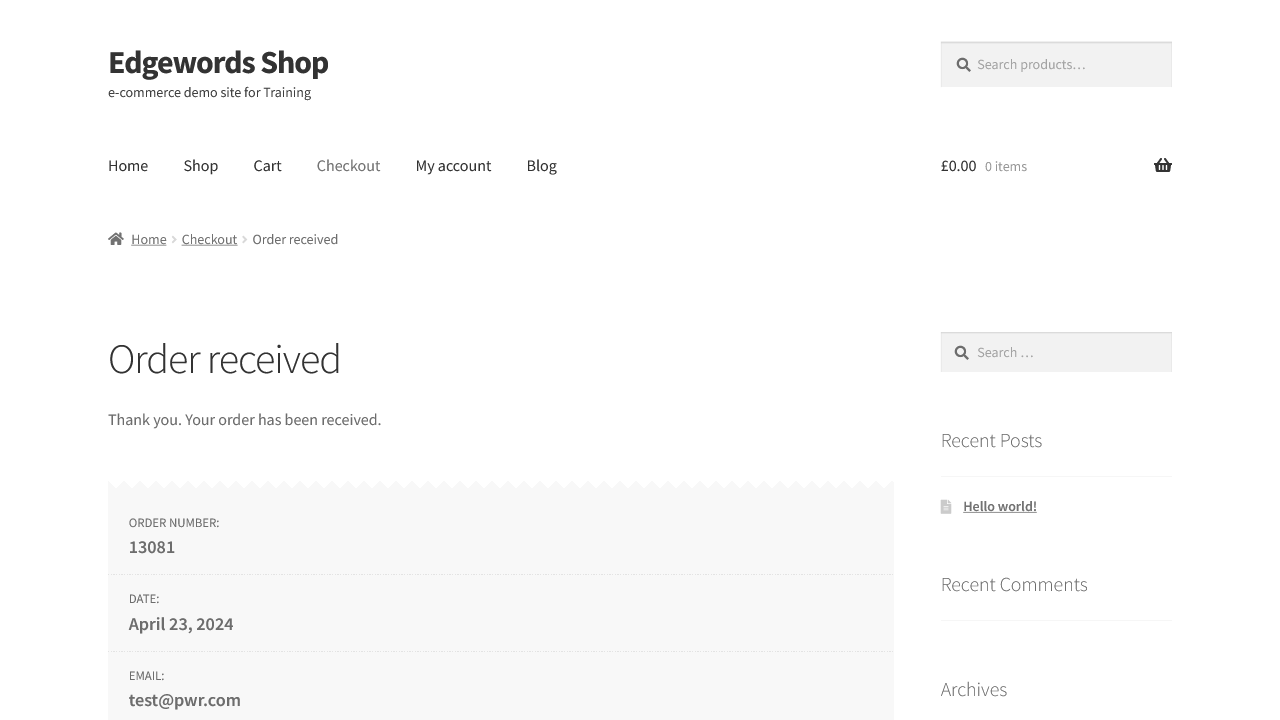 Edgewords Shop
e-commerce demo site for Training
Search products…
Home Shop Cart Checkout My account Blog
£0.00 0 items
Home Checkout Order received
Order received
Thank you. Your order has been received.
ORDER NUMBER:
13081
DATE:
April 23, 2024
EMAIL:
test@pwr.com
Search …
Recent Posts
Hello world!
Recent Comments
Archives